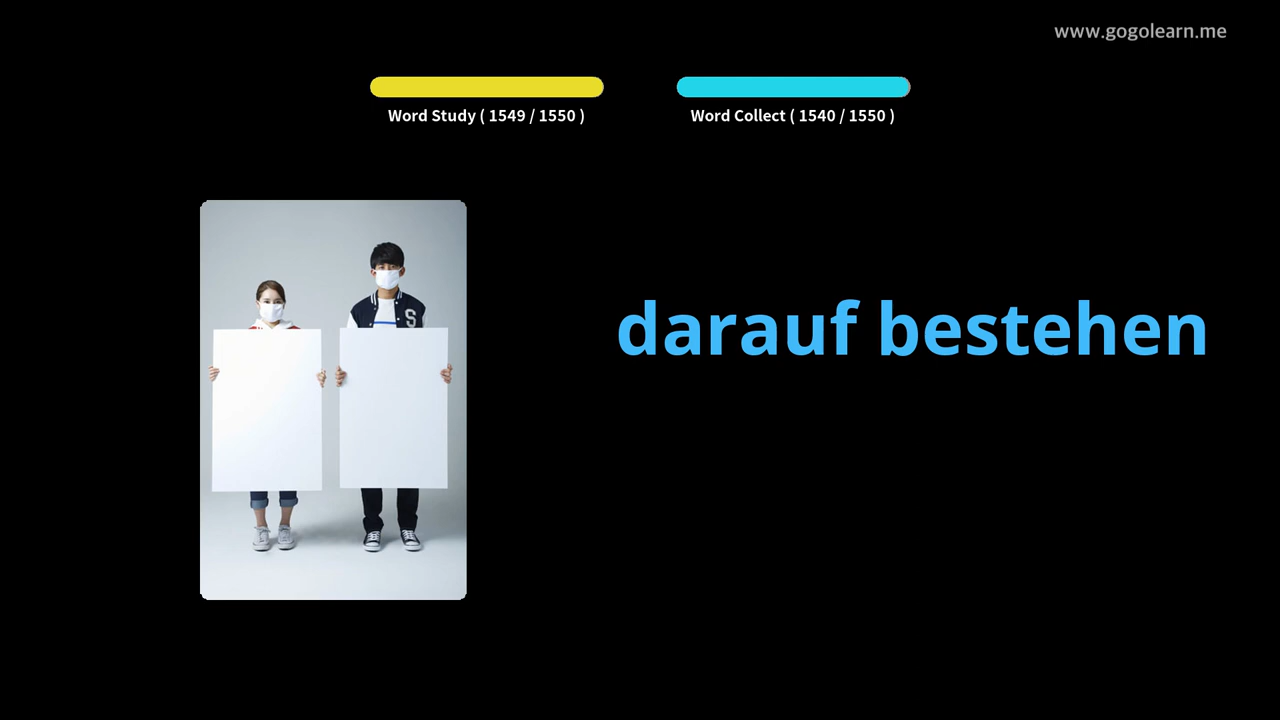 www.gogolearn.me
Word Study ( 1549 / 1550 )
Word Collect ( 1540 / 1550 )
S
darauf bestehen